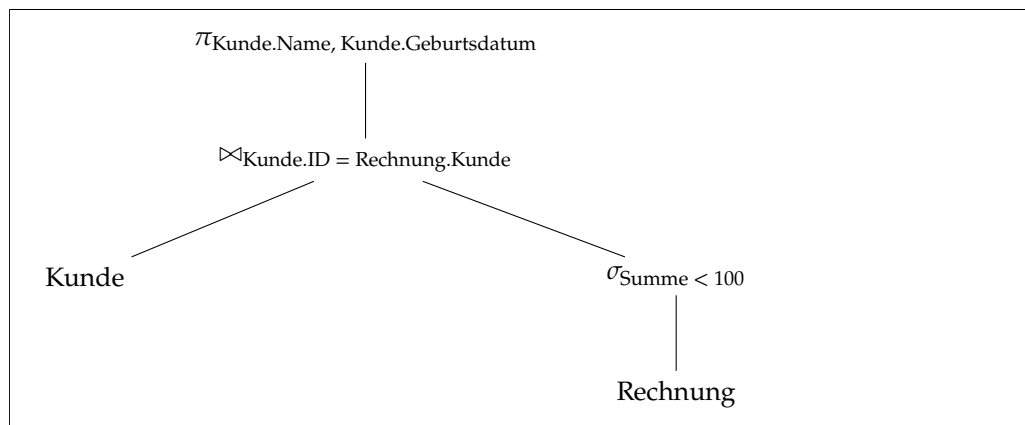 πKunde.Name, Kunde.Geburtsdatum
⋈Kunde.ID = Rechnung.Kunde
Kunde
σSumme < 100
Rechnung